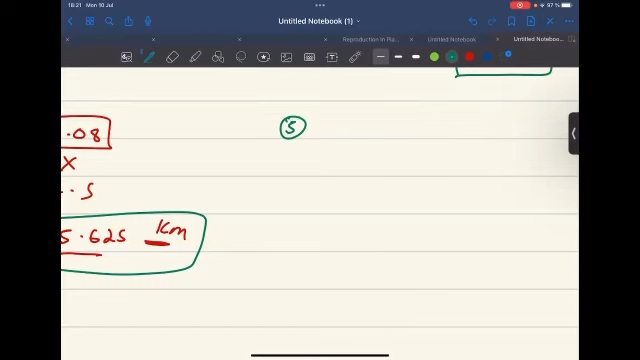 18:21 Mon 10 Jul
97 %
Untitled Notebook (1)
Reproduction in Pla... Untitled Notebook Untitled Noteboo...
5
.08
X
. 5
5.625 Km